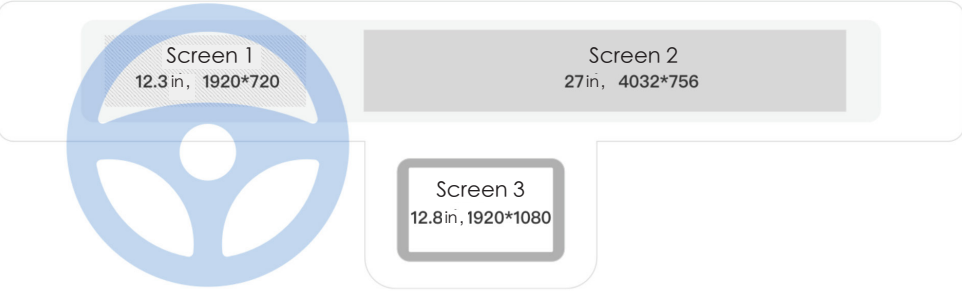 Screen 1
12.3in, 1920*720
Screen 2
27in, 4032*756
Screen 3
12.8in, 1920*1080